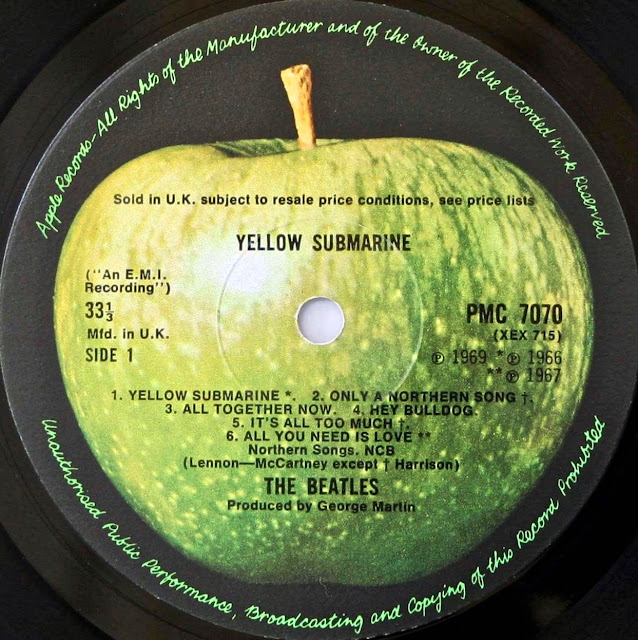 Apple Records-All Rights of the Manufacturer and of the Owner of the Recorded Work Reserved
Sold in U.K. subject to resale price conditions, see price lists
YELLOW SUBMARINE
("An E.M.I.
Recording")
33⅓
Mfd. in U.K.
SIDE 1
PMC 7070
(XEX 715)
℗ 1969 *℗ 1966
**℗ 1967
1. YELLOW SUBMARINE *. 2. ONLY A NORTHERN SONG †.
3. ALL TOGETHER NOW. 4. HEY BULLDOG.
5. IT'S ALL TOO MUCH †.
6. ALL YOU NEED IS LOVE **
Northern Songs. NCB
(Lennon—McCartney except † Harrison)
THE BEATLES
Produced by George Martin
Unauthorised Public Performance, Broadcasting and Copying of this Record Prohibited